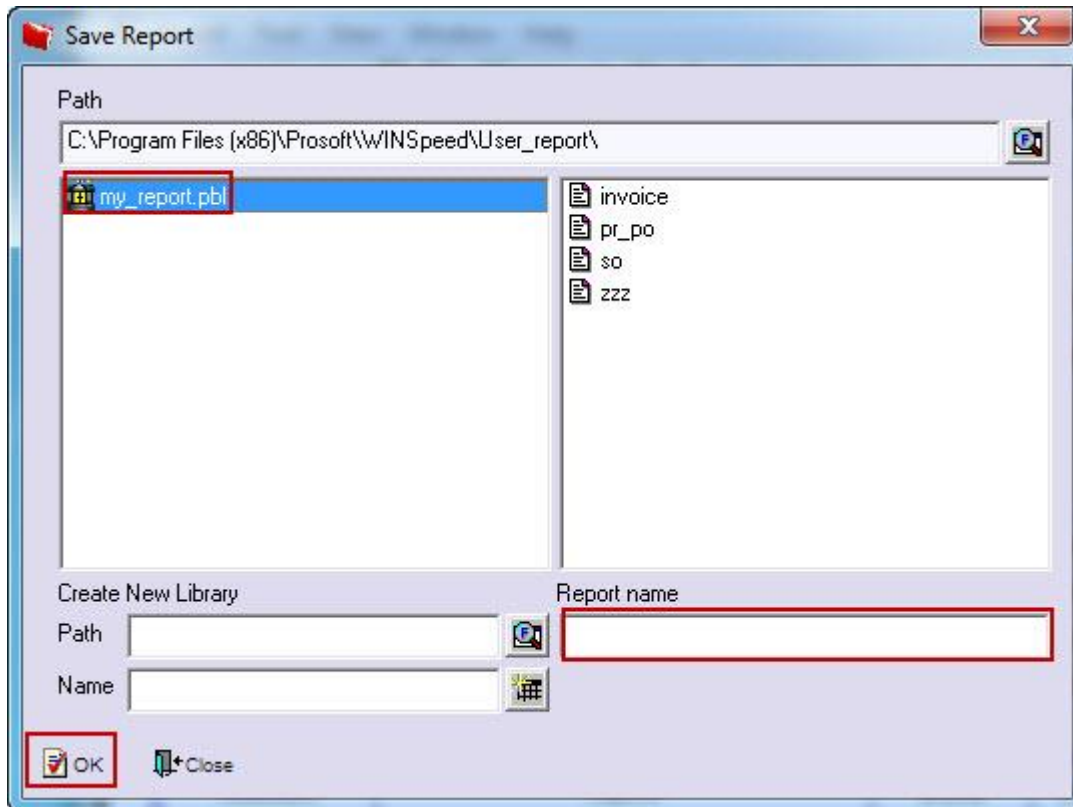 Save Report
Path
C:\Program Files (x86)\Prosoft\WINSpeed\User_report\
my_report.pbl
invoice
pr_po
so
zzz
Create New Library
Report name
Path
Name
OK
Close